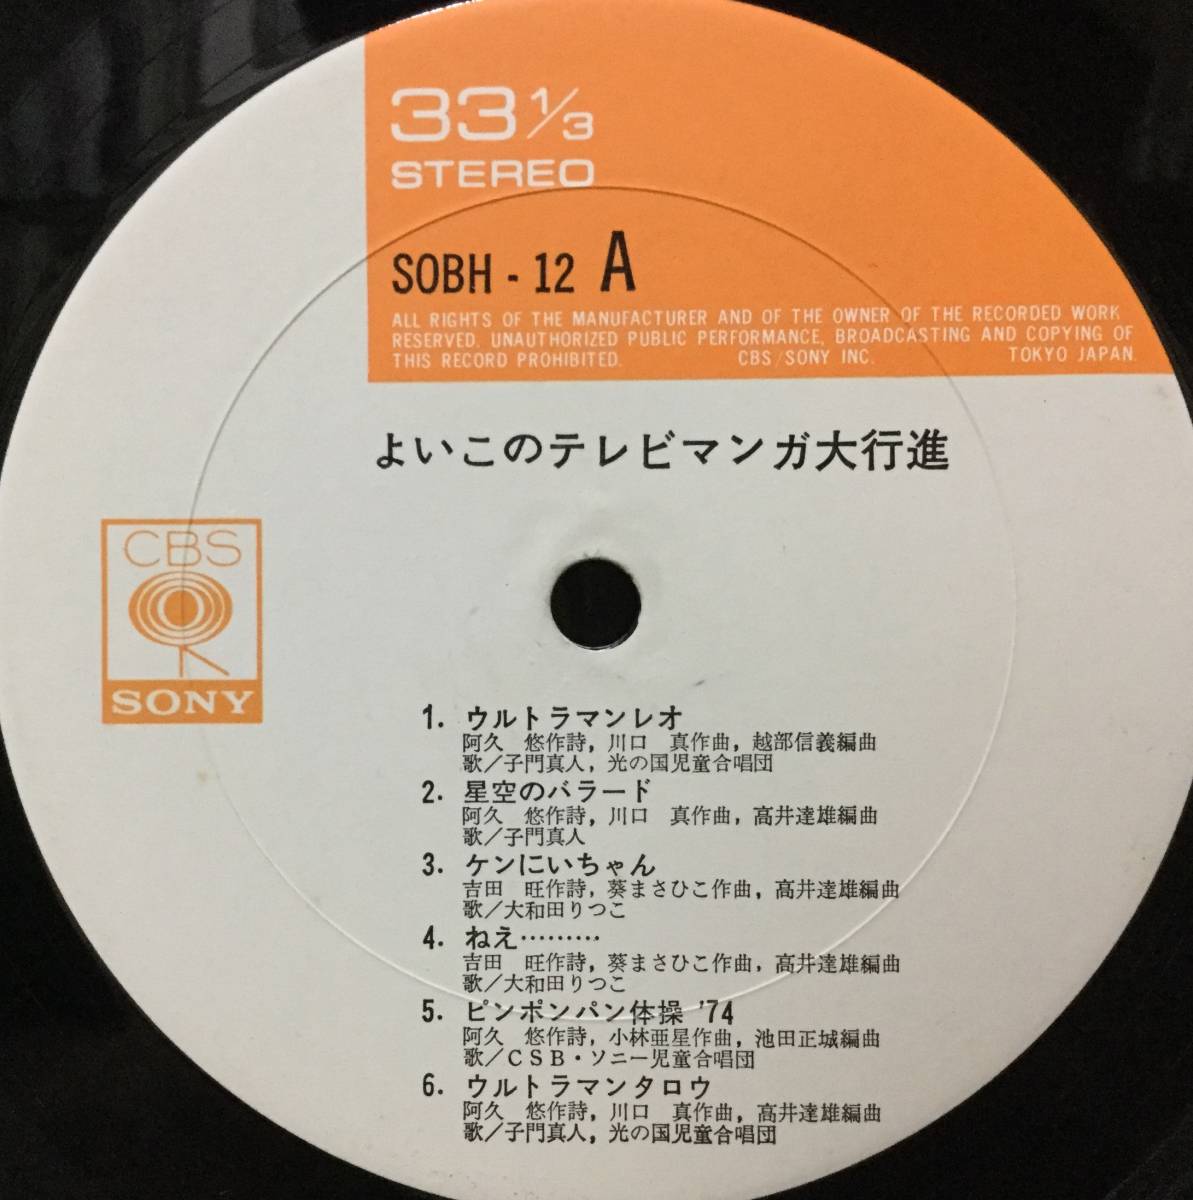 33 1/3
STEREO
SOBH - 12 A
ALL RIGHTS OF THE MANUFACTURER AND OF THE OWNER OF THE RECORDED WORK
RESERVED. UNAUTHORIZED PUBLIC PERFORMANCE, BROADCASTING AND COPYING OF
THIS RECORD PROHIBITED. CBS/SONY INC. TOKYO JAPAN.
よいこのテレビマンガ大行進
CBS
SONY
1. ウルトラマンレオ
阿久 悠作詩，川口 真作曲，越部信義編曲
歌／子門真人，光の国児童合唱団
2. 星空のバラード
阿久 悠作詩，川口 真作曲，高井達雄編曲
歌／子門真人
3. ケンにいちゃん
吉田 旺作詩，葵まさひこ作曲，高井達雄編曲
歌／大和田りつこ
4. ねえ………
吉田 旺作詩，葵まさひこ作曲，高井達雄編曲
歌／大和田りつこ
5. ピンポンパン体操 '74
阿久 悠作詩，小林亜星作曲，池田正城編曲
歌／CSB・ソニー児童合唱団
6. ウルトラマンタロウ
阿久 悠作詩，川口 真作曲，高井達雄編曲
歌／子門真人，光の国児童合唱団